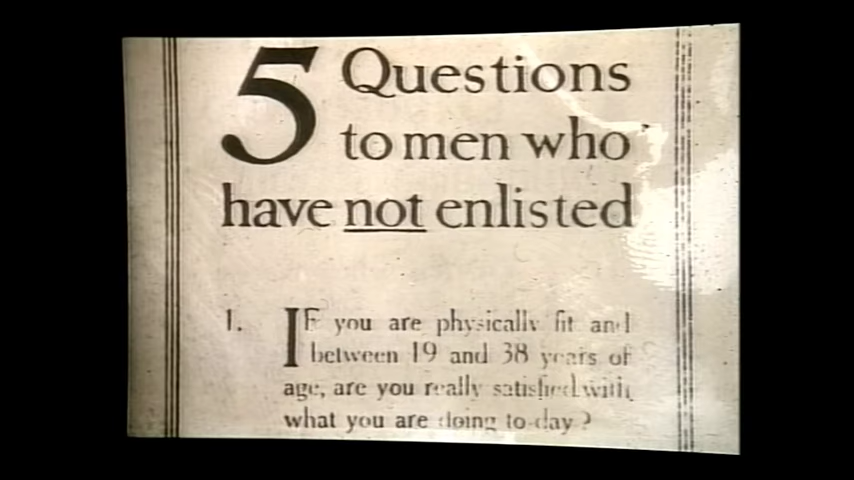 5 Questions
to men who
have not enlisted
1. IF you are physically fit and
between 19 and 38 years of
age, are you really satisfied with
what you are doing to-day?